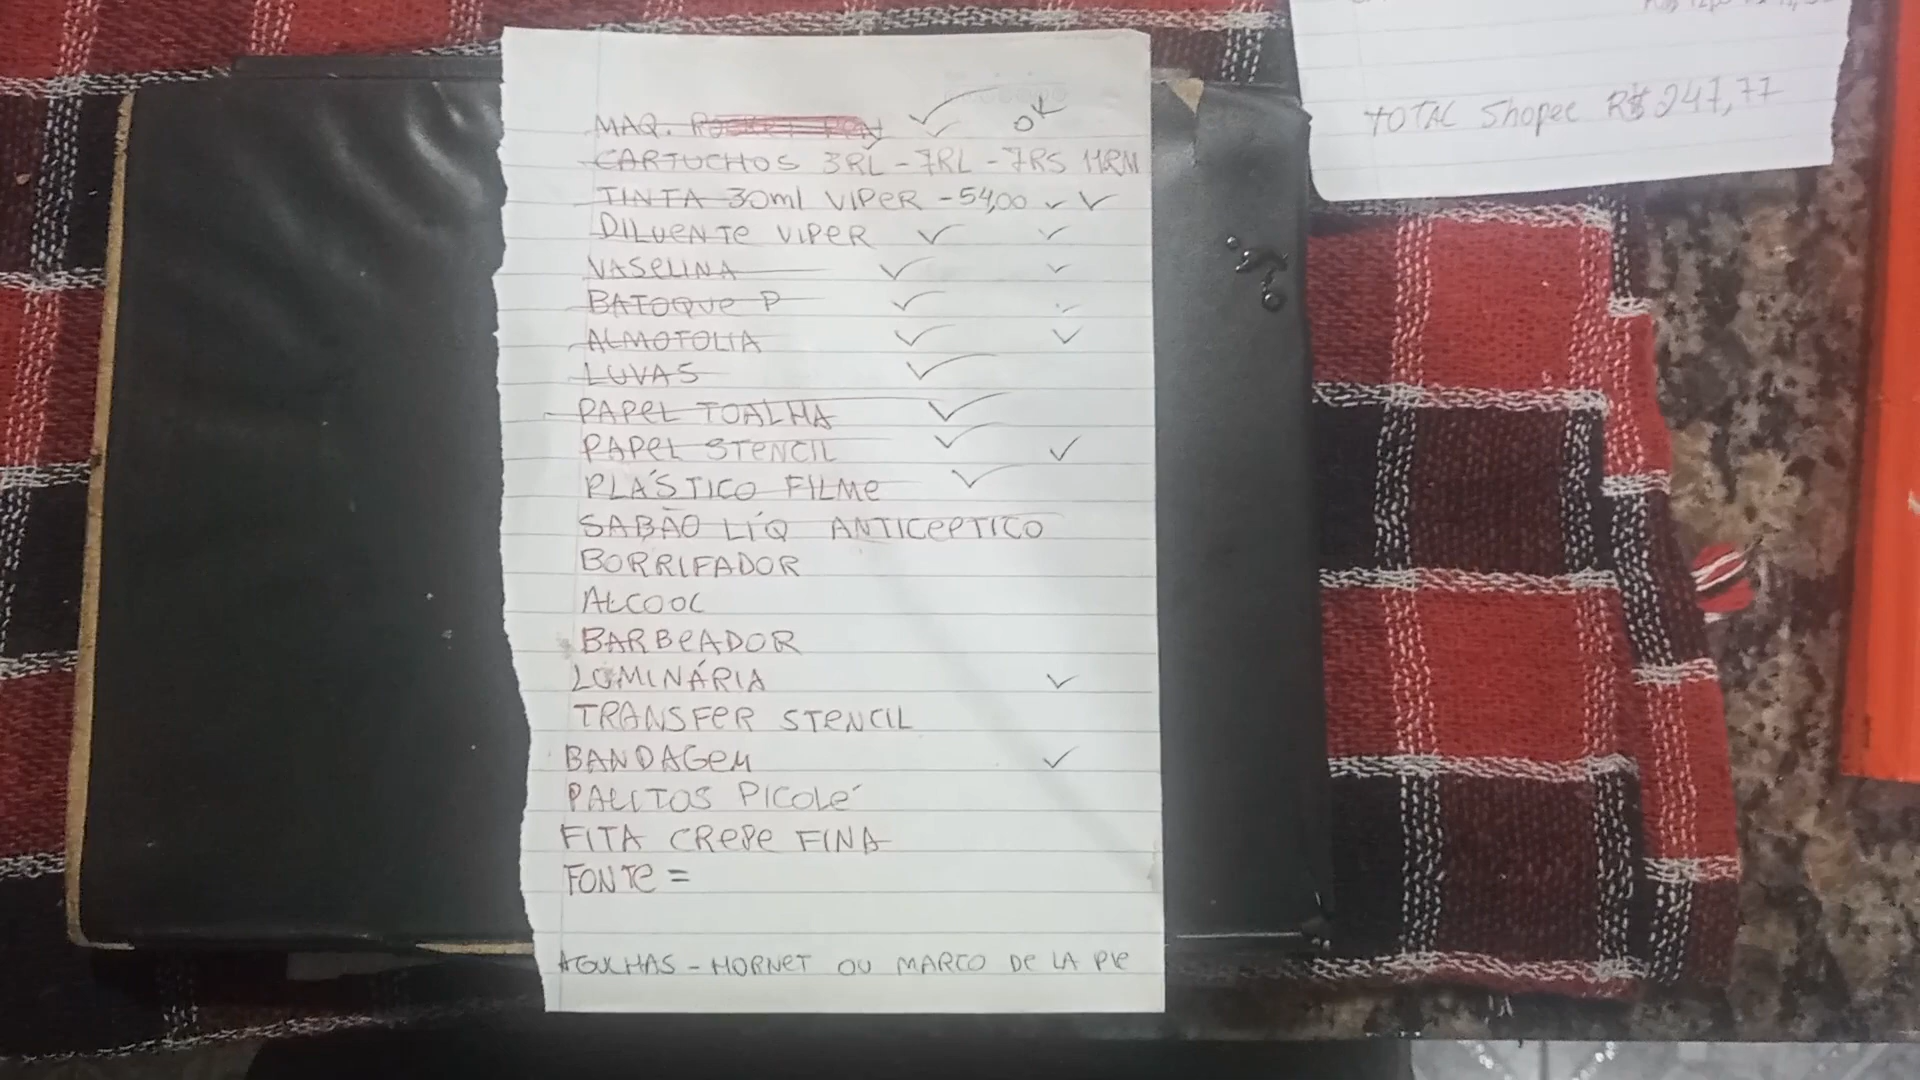 MAQ.
OK
CARTUCHOS 3RL - 7RL - 7RS 11RM
TINTA 30ml VIPER - 54,00
DILUENTE VIPER
VASELINA
BATOQUE P
ALMOTOLIA
LUVAS
PAPEL TOALHA
PAPEL STENCIL
PLÁSTICO FILME
SABÃO LÍQ ANTICEPTICO
BORRIFADOR
ALCOOL
BARBEADOR
LUMINÁRIA
TRANSFER STENCIL
BANDAGEM
PALITOS PICOLÉ
FITA CREPE FINA
FONTE =
AGULHAS - HORNET OU MARCO DE LA PIE
TOTAL Shopee R$ 247,77